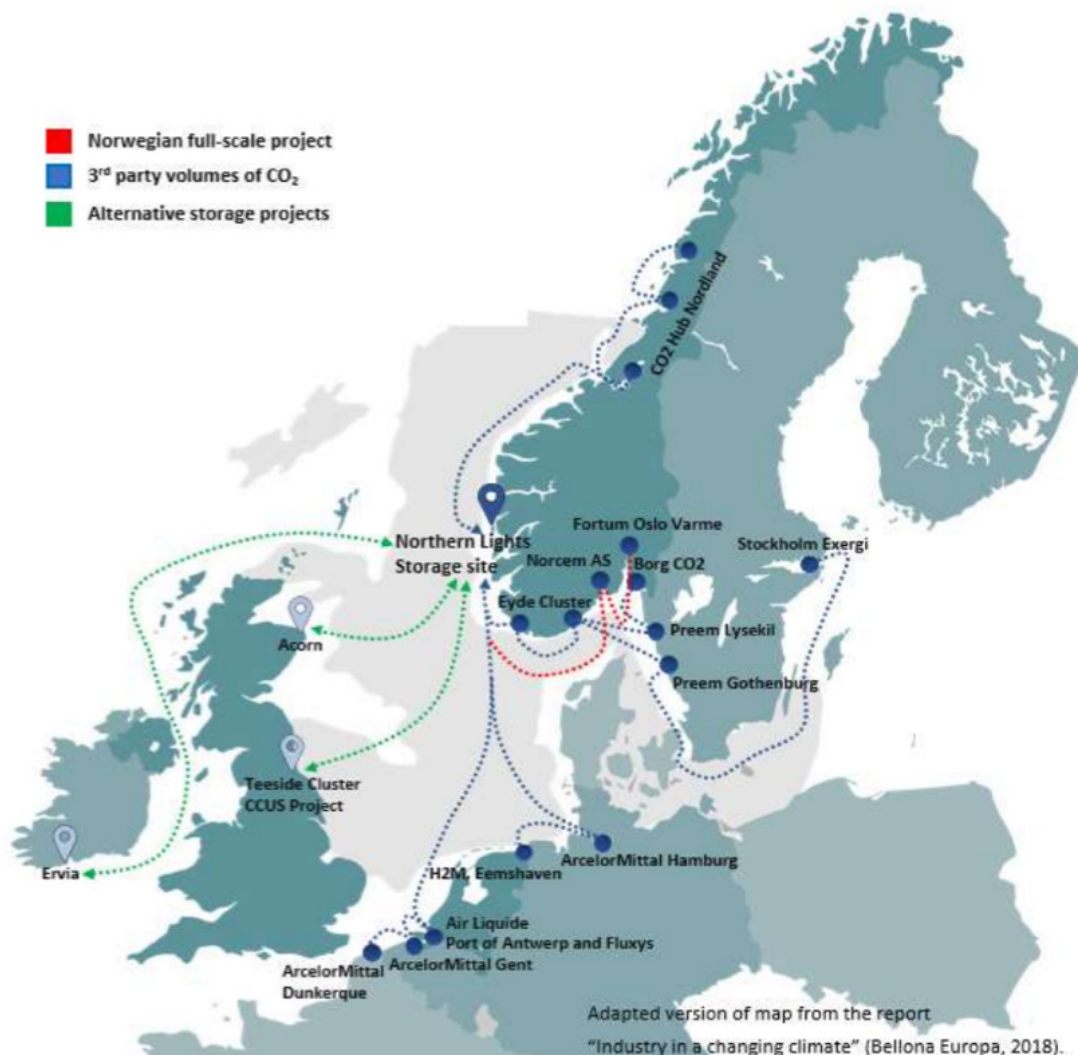 Norwegian full-scale project
3rd party volumes of CO₂
Alternative storage projects
CO2 Hub Nordland
Northern Lights
Storage site
Fortum Oslo Varme
Norcem AS
Borg CO2
Stockholm Exergi
Eyde Cluster
Preem Lysekil
Preem Gothenburg
Acorn
Teeside Cluster
CCUS Project
Ervia
H2M, Eemshaven
ArcelorMittal Hamburg
Air Liquide
Port of Antwerp and Fluxys
ArcelorMittal Gent
ArcelorMittal
Dunkerque
Adapted version of map from the report
“Industry in a changing climate” (Bellona Europa, 2018).